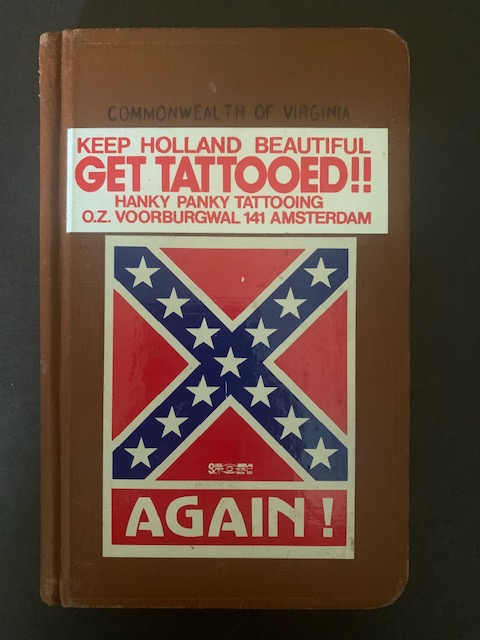 COMMONWEALTH OF VIRGINIA
KEEP HOLLAND BEAUTIFUL
GET TATTOOED!!
HANKY PANKY TATTOOING
O.Z. VOORBURGWAL 141 AMSTERDAM
AGAIN!